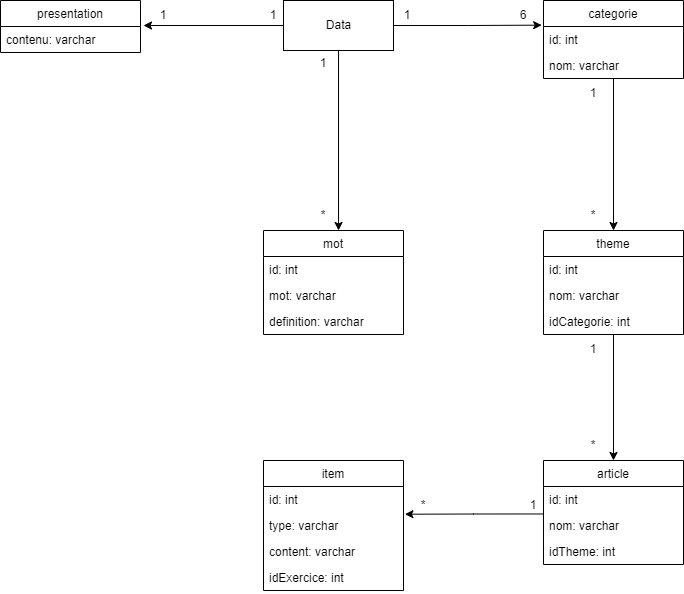 presentation
contenu: varchar
1
1
Data
1
6
categorie
id: int
nom: varchar
1
*
mot
id: int
mot: varchar
definition: varchar
1
*
theme
id: int
nom: varchar
idCategorie: int
1
*
article
id: int
nom: varchar
idTheme: int
1
*
item
id: int
type: varchar
content: varchar
idExercice: int